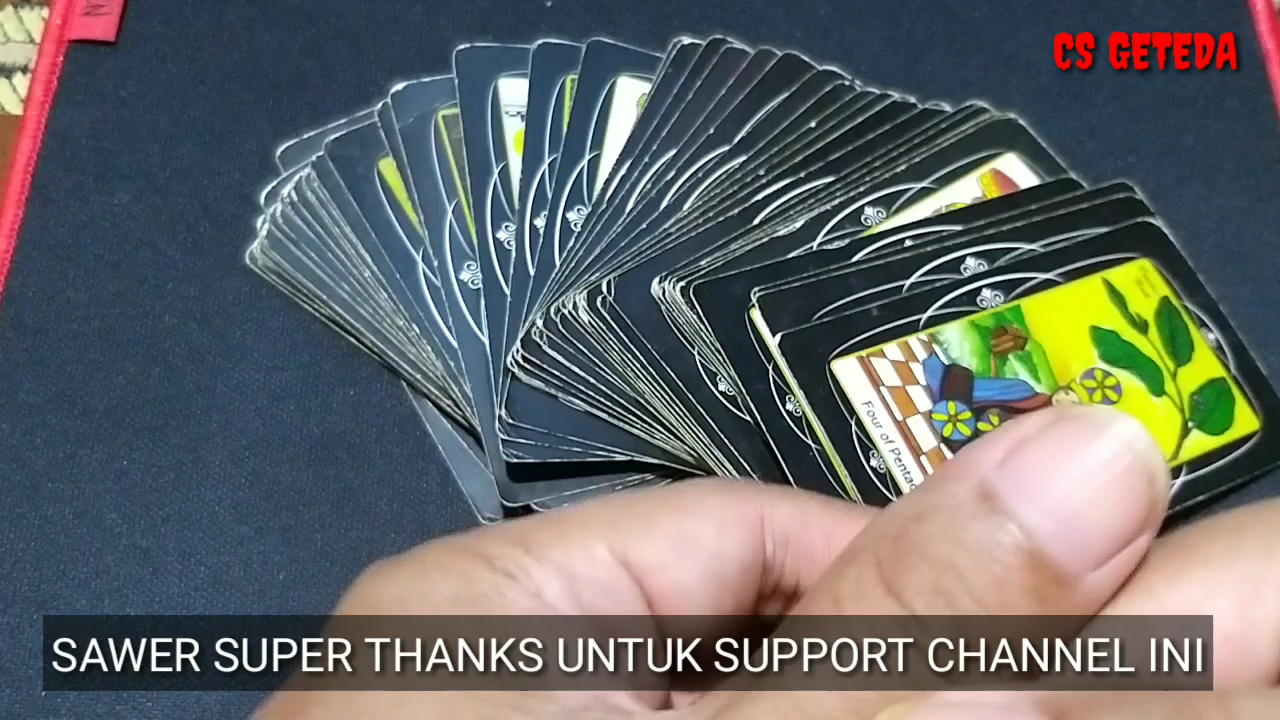 CS GETEDA
Four of Pentac
SAWER SUPER THANKS UNTUK SUPPORT CHANNEL INI